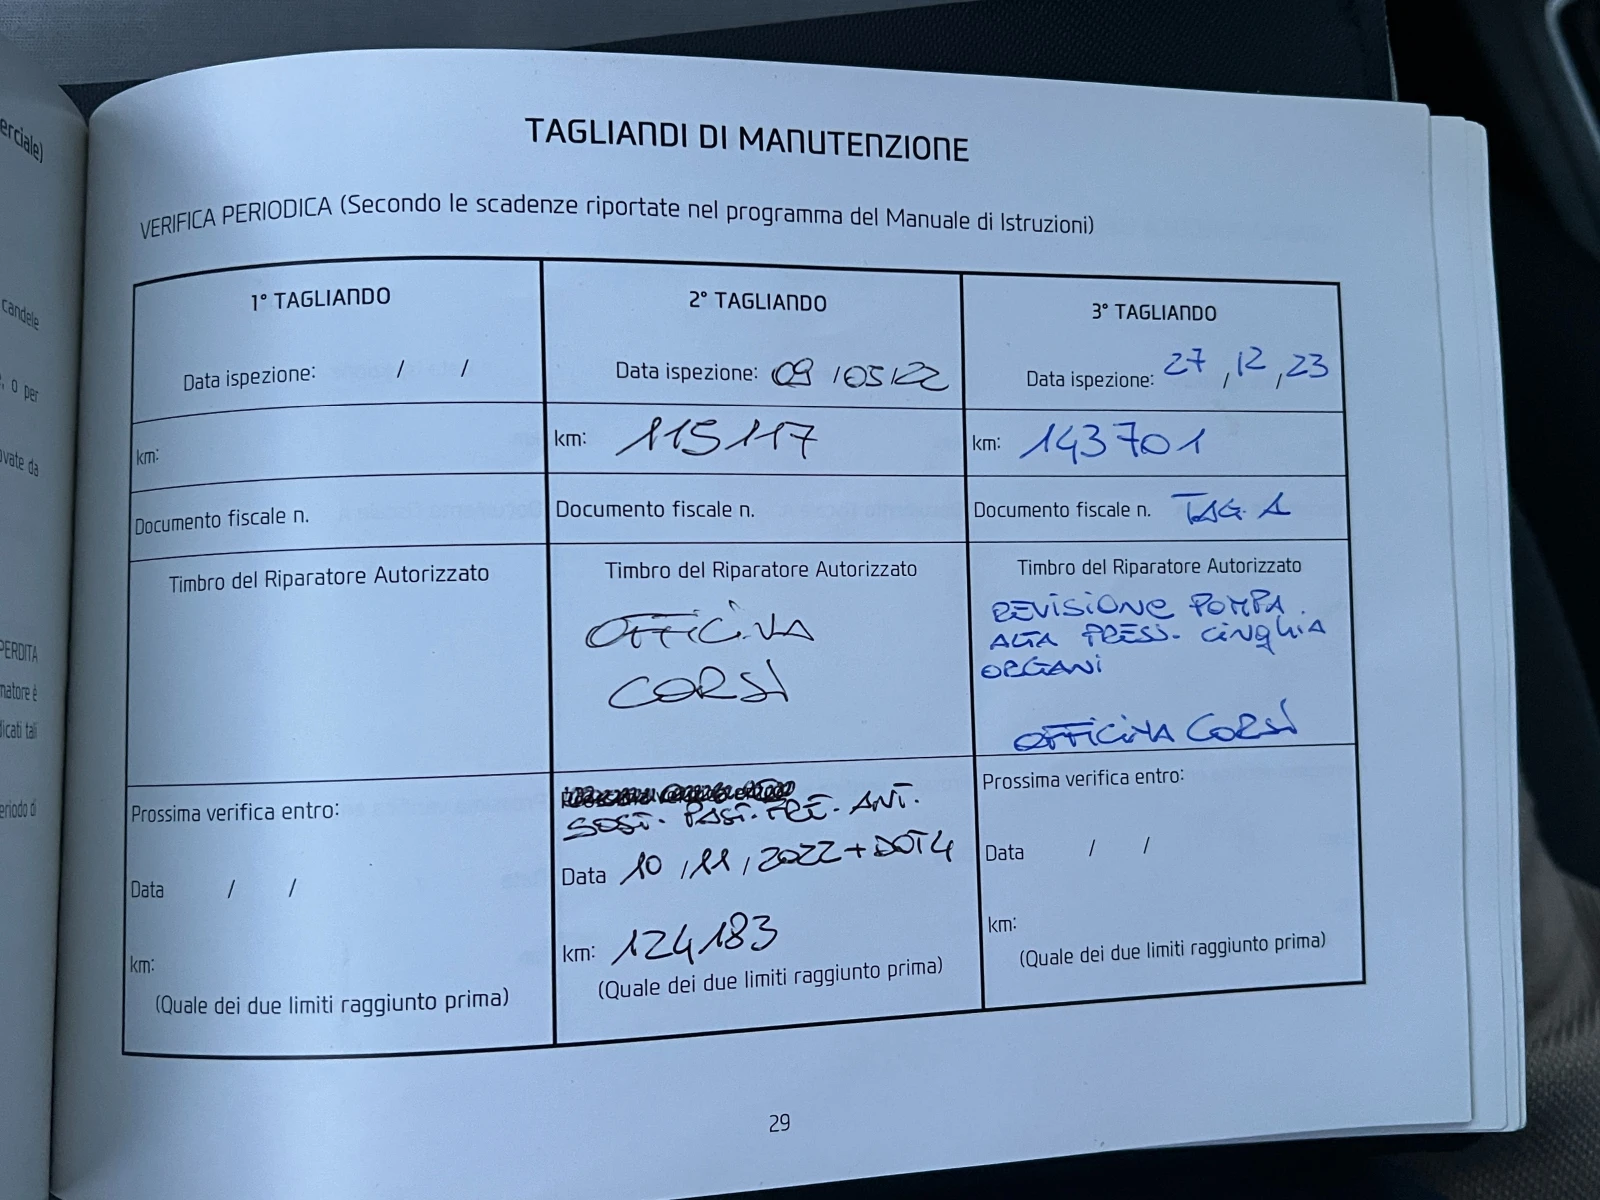 erciale)
candele
, o per
ovate da
PERDITA
matore è
licati tali
eriodo di
TAGLIANDI DI MANUTENZIONE
VERIFICA PERIODICA (Secondo le scadenze riportate nel programma del Manuale di Istruzioni)
1° TAGLIANDO
Data ispezione: / /
km:
Documento fiscale n.
Timbro del Riparatore Autorizzato
Prossima verifica entro:
Data / /
km:
(Quale dei due limiti raggiunto prima)
2° TAGLIANDO
Data ispezione: 09/05/22
km: 115117
Documento fiscale n.
Timbro del Riparatore Autorizzato
OFFICINA
CORSI
SOST. PAST. FRE. ANT.
Data 10/11/2022 + DOT4
km: 124183
(Quale dei due limiti raggiunto prima)
3° TAGLIANDO
Data ispezione: 27/12/23
km: 143701
Documento fiscale n. TAG. A
Timbro del Riparatore Autorizzato
REVISIONE POMPA
ALTA PRESS. CINGHIA
ORGANI
OFFICINA CORSI
Prossima verifica entro:
Data / /
km:
(Quale dei due limiti raggiunto prima)
29